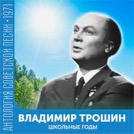 АНТОЛОГИЯ СОВЕТСКОЙ ПЕСНИ • 1971
ВЛАДИМИР ТРОШИН
ШКОЛЬНЫЕ ГОДЫ